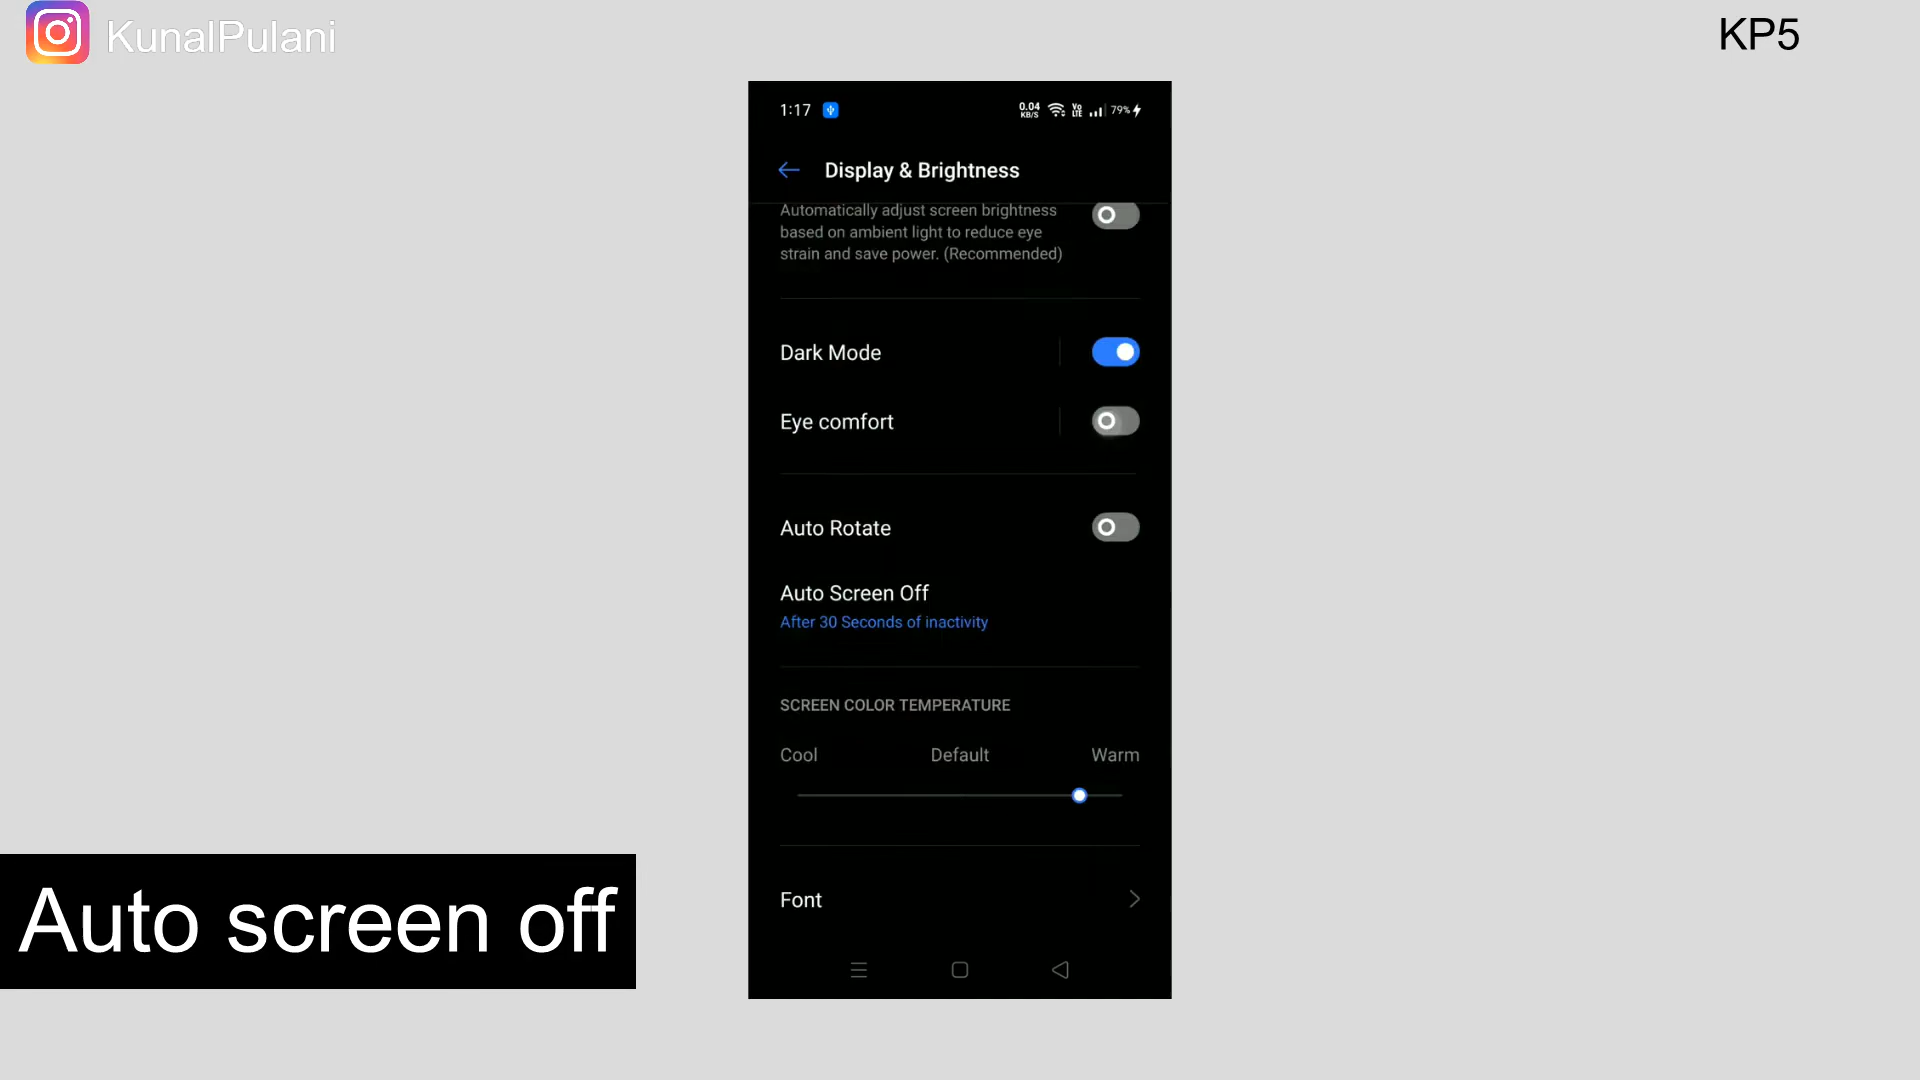 KunalPulani
KP5
1:17
0.04 KB/S
Vo LTE
79%
Display & Brightness
Automatically adjust screen brightness
based on ambient light to reduce eye
strain and save power. (Recommended)
Dark Mode
Eye comfort
Auto Rotate
Auto Screen Off
After 30 Seconds of inactivity
SCREEN COLOR TEMPERATURE
Cool Default Warm
Font
Auto screen off